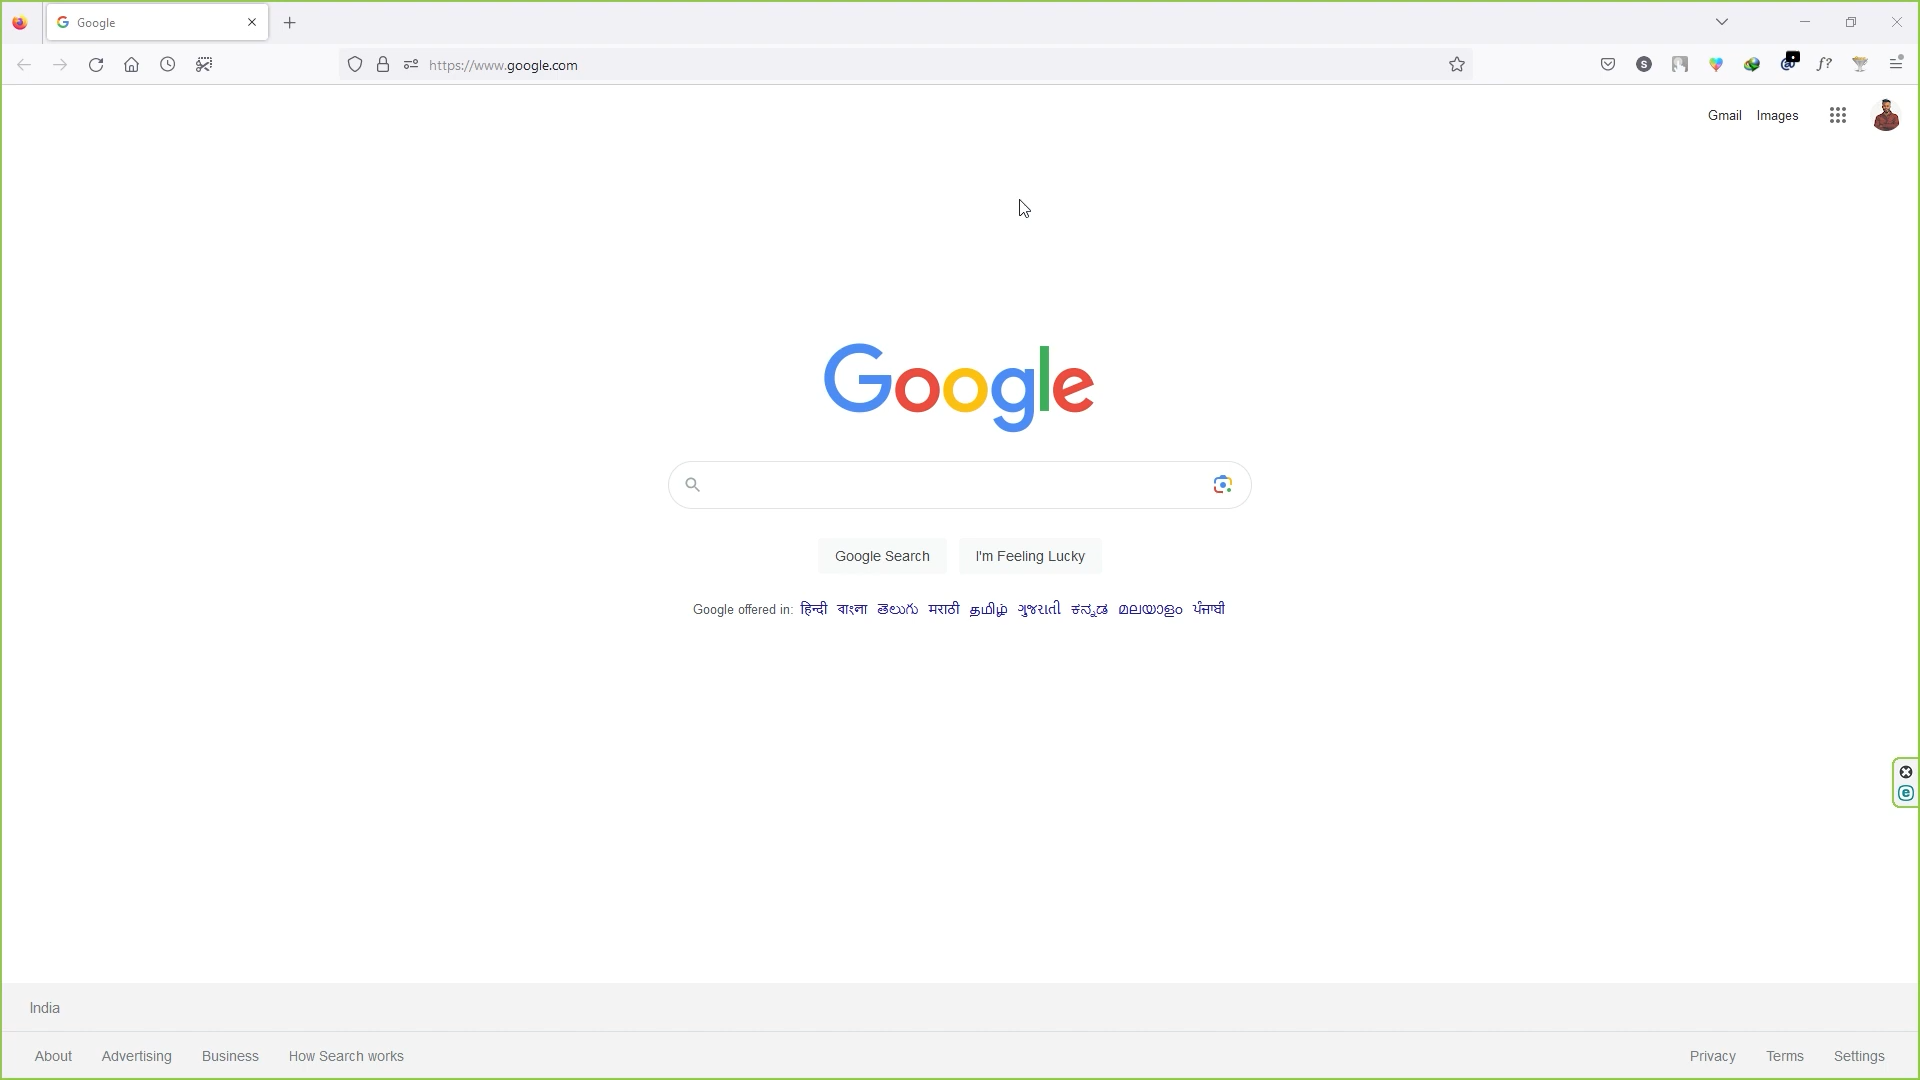 Google
https://www.google.com
S
f?
Gmail Images
Google
Google Search I'm Feeling Lucky
Google offered in: हिन्दी বাংলা తెలుగు मराठी தமிழ் ગુજરાતી ಕನ್ನಡ മലയാളം ਪੰਜਾਬੀ
e
India
About Advertising Business How Search works Privacy Terms Settings